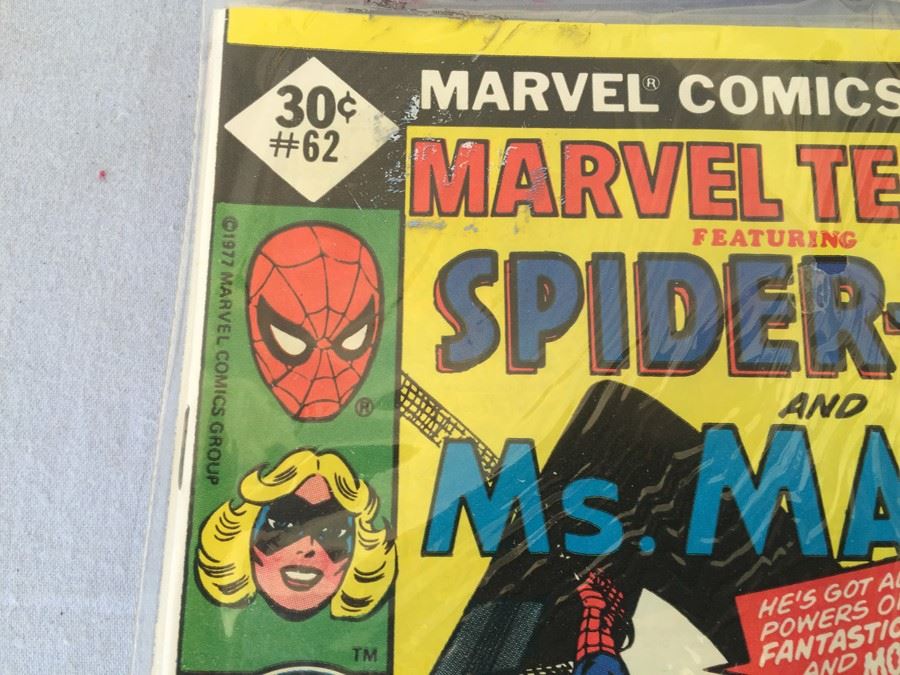 30¢
#62
MARVEL® COMICS
MARVEL TE
FEATURING
SPIDER-
AND
Ms. MA
©1977 MARVEL COMICS GROUP
®
TM
HE'S GOT A
POWERS O
FANTASTIC
AND MO